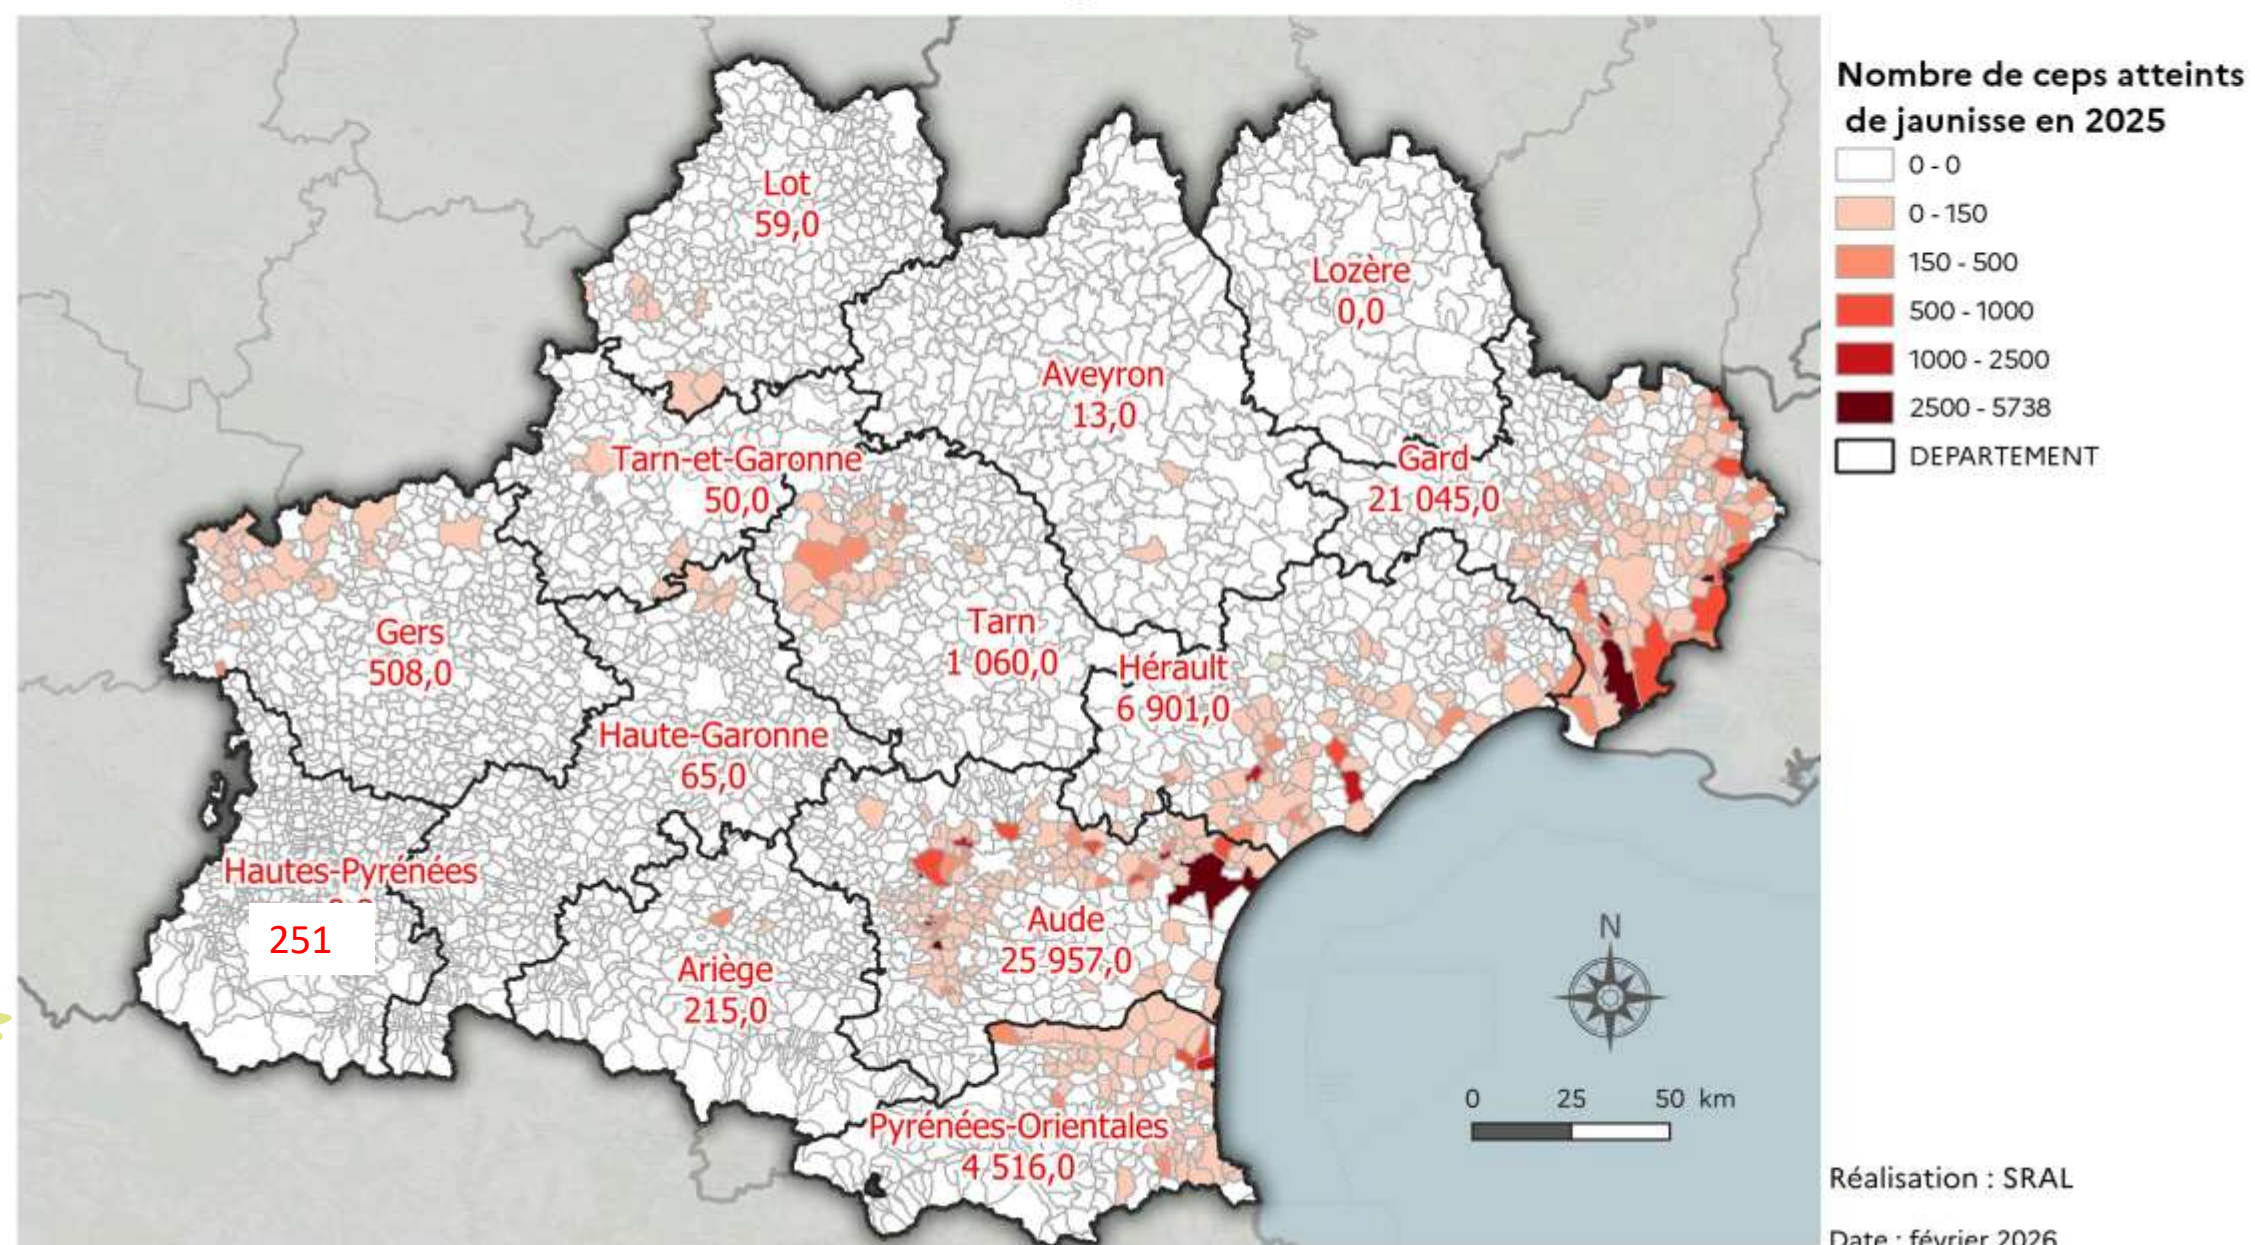 Nombre de ceps atteints
de jaunisse en 2025
0 - 0
0 - 150
150 - 500
500 - 1000
1000 - 2500
2500 - 5738
DEPARTEMENT
Lot
59,0
Lozère
0,0
Aveyron
13,0
Tarn-et-Garonne
50,0
Gard
21 045,0
Gers
508,0
Tarn
1 060,0
Hérault
6 901,0
Haute-Garonne
65,0
Hautes-Pyrénées
251
Aude
25 957,0
Ariège
215,0
Pyrénées-Orientales
4 516,0
N
0 25 50 km
Réalisation : SRAL
Date : février 2026